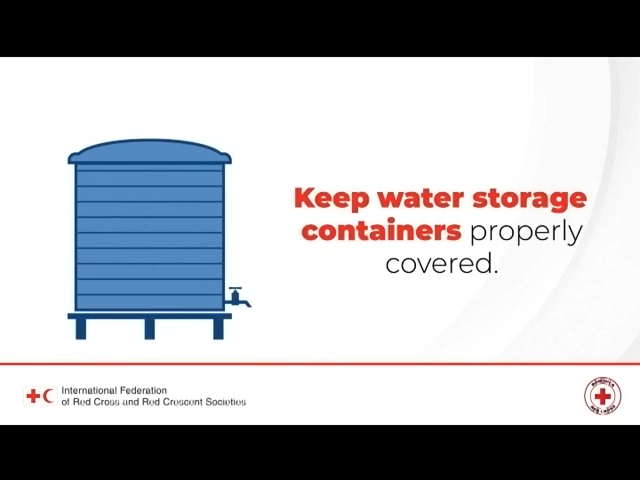 Keep water storage
containers properly
covered.
International Federation
of Red Cross and Red Crescent Societies